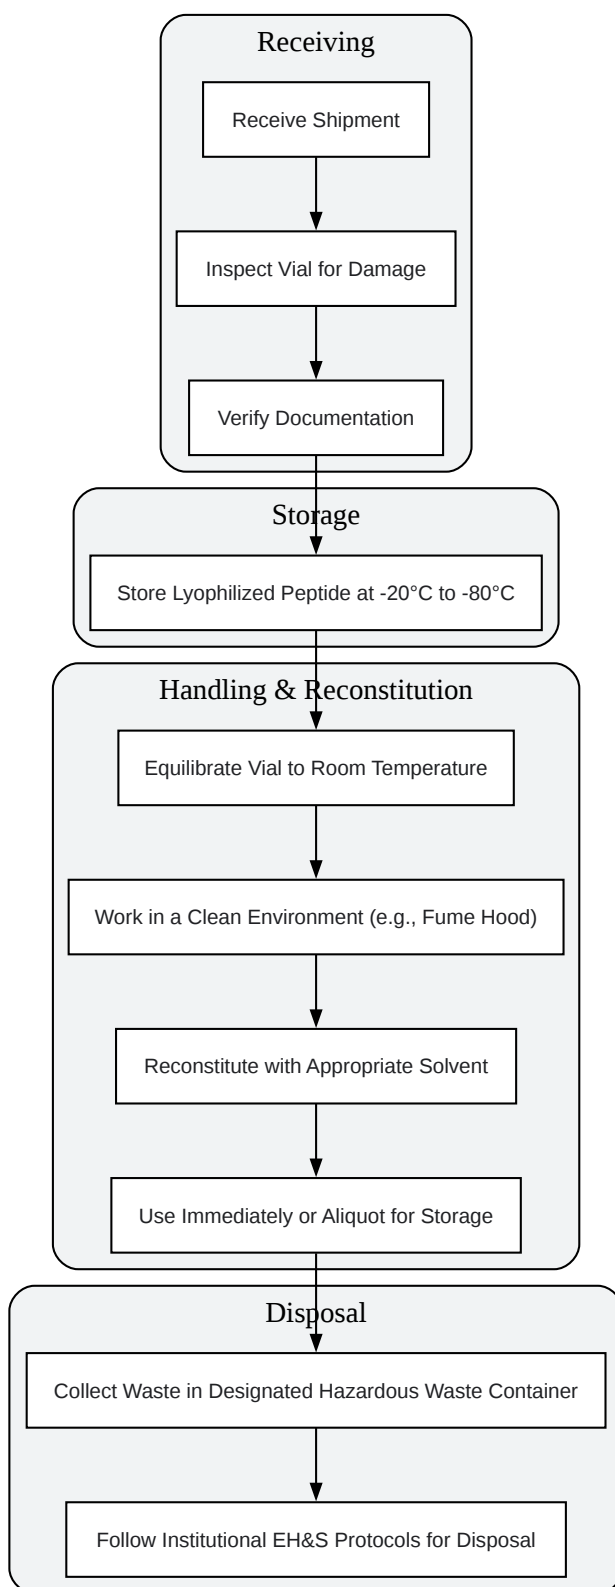 Receiving
Receive Shipment
Inspect Vial for Damage
Verify Documentation
Storage
Store Lyophilized Peptide at -20°C to -80°C
Handling & Reconstitution
Equilibrate Vial to Room Temperature
Work in a Clean Environment (e.g., Fume Hood)
Reconstitute with Appropriate Solvent
Use Immediately or Aliquot for Storage
Disposal
Collect Waste in Designated Hazardous Waste Container
Follow Institutional EH&S Protocols for Disposal